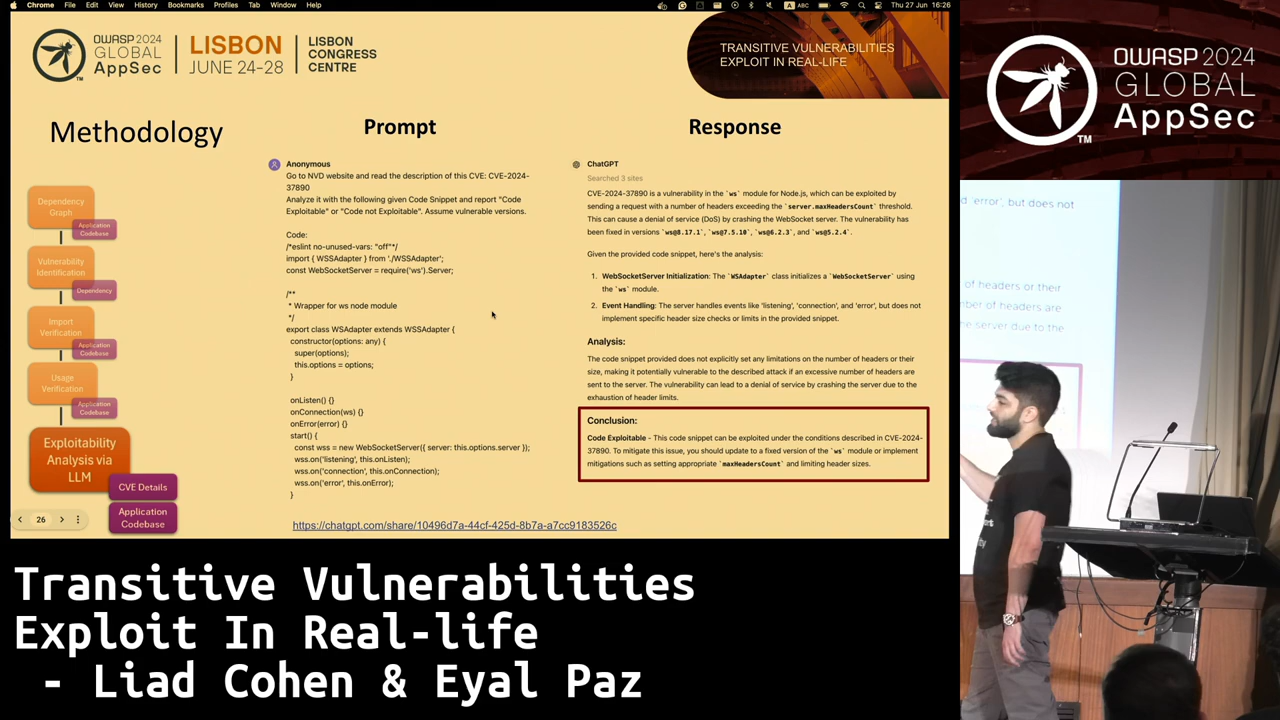 Chrome File Edit View History Bookmarks Profiles Tab Window Help
ABC
Thu 27 Jun 16:26
OWASP 2024
GLOBAL
AppSec
TM
LISBON
JUNE 24-28
LISBON
CONGRESS
CENTRE
TRANSITIVE VULNERABILITIES
EXPLOIT IN REAL-LIFE
Methodology
Dependency
Graph
Application
Codebase
Vulnerability
Identification
Dependency
Import
Verification
Application
Codebase
Usage
Verification
Application
Codebase
Exploitability
Analysis via
LLM
CVE Details
Application
Codebase
26
Prompt
Anonymous
Go to NVD website and read the description of this CVE: CVE-2024-
37890
Analyze it with the following given Code Snippet and report "Code
Exploitable" or "Code not Exploitable". Assume vulnerable versions.
Code:
/*eslint no-unused-vars: "off"*/
import { WSSAdapter } from './WSSAdapter';
const WebSocketServer = require('ws').Server;
/**
* Wrapper for ws node module
*/
export class WSAdapter extends WSSAdapter {
constructor(options: any) {
super(options);
this.options = options;
}
onListen() {}
onConnection(ws) {}
onError(error) {}
start() {
const wss = new WebSocketServer({ server: this.options.server });
wss.on('listening', this.onListen);
wss.on('connection', this.onConnection);
wss.on('error', this.onError);
}
Response
ChatGPT
Searched 3 sites
CVE-2024-37890 is a vulnerability in the `ws` module for Node.js, which can be exploited by
sending a request with a number of headers exceeding the `server.maxHeadersCount` threshold.
This can cause a denial of service (DoS) by crashing the WebSocket server. The vulnerability has
been fixed in versions `ws@8.17.1`, `ws@7.5.10`, `ws@6.2.3`, and `ws@5.2.4`.
Given the provided code snippet, here's the analysis:
1. WebSocketServer Initialization: The `WSAdapter` class initializes a `WebSocketServer` using
the `ws` module.
2. Event Handling: The server handles events like 'listening', 'connection', and 'error', but does not
implement specific header size checks or limits in the provided snippet.
Analysis:
The code snippet provided does not explicitly set any limitations on the number of headers or their
size, making it potentially vulnerable to the described attack if an excessive number of headers are
sent to the server. The vulnerability can lead to a denial of service by crashing the server due to the
exhaustion of header limits.
Conclusion:
Code Exploitable - This code snippet can be exploited under the conditions described in CVE-2024-
37890. To mitigate this issue, you should update to a fixed version of the `ws` module or implement
mitigations such as setting appropriate `maxHeadersCount` and limiting header sizes.
https://chatgpt.com/share/10496d7a-44cf-425d-8b7a-a7cc9183526c
OWASP 2024
GLOBAL
AppSec
TM
'error', but does not
of headers or their
of headers are
server due to the
Transitive Vulnerabilities
Exploit In Real-life
- Liad Cohen & Eyal Paz